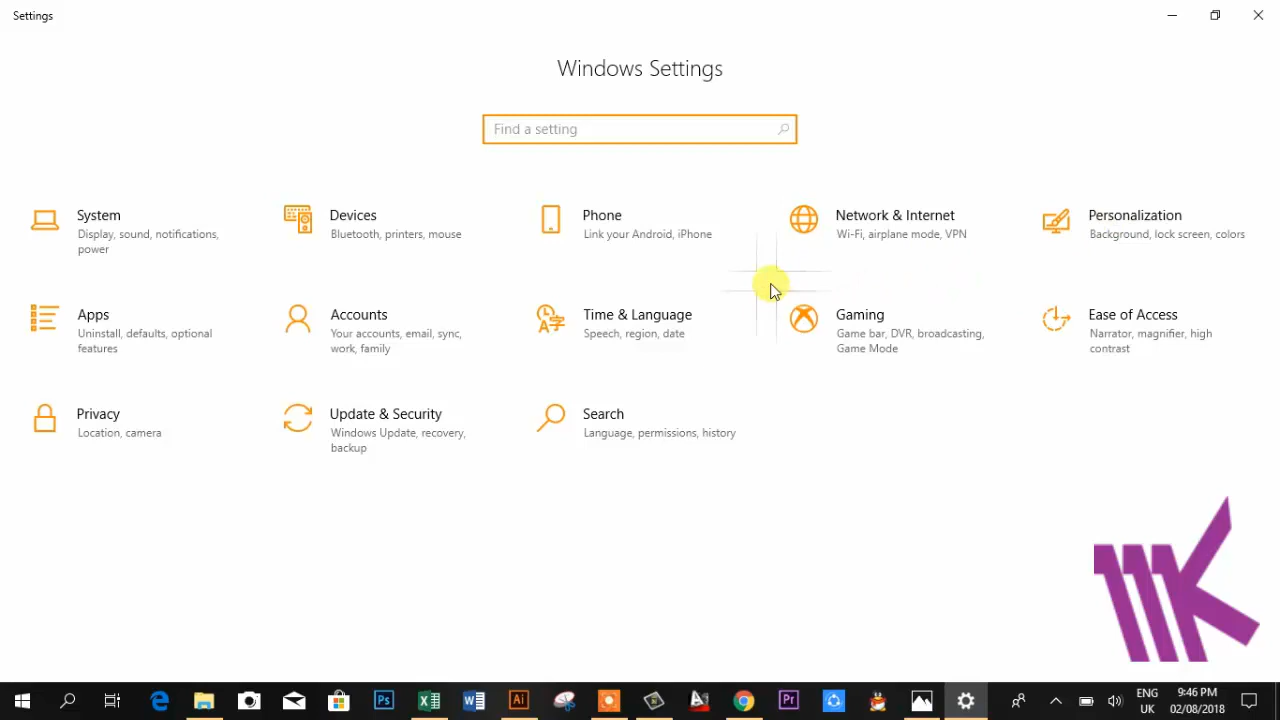 Settings
Windows Settings
Find a setting
System
Display, sound, notifications,
power
Devices
Bluetooth, printers, mouse
Phone
Link your Android, iPhone
Network & Internet
Wi-Fi, airplane mode, VPN
Personalization
Background, lock screen, colors
Apps
Uninstall, defaults, optional
features
Accounts
Your accounts, email, sync,
work, family
Time & Language
Speech, region, date
Gaming
Game bar, DVR, broadcasting,
Game Mode
Ease of Access
Narrator, magnifier, high
contrast
Privacy
Location, camera
Update & Security
Windows Update, recovery,
backup
Search
Language, permissions, history
MK
Ps
Ai
Pr
ENG
UK
9:46 PM
02/08/2018